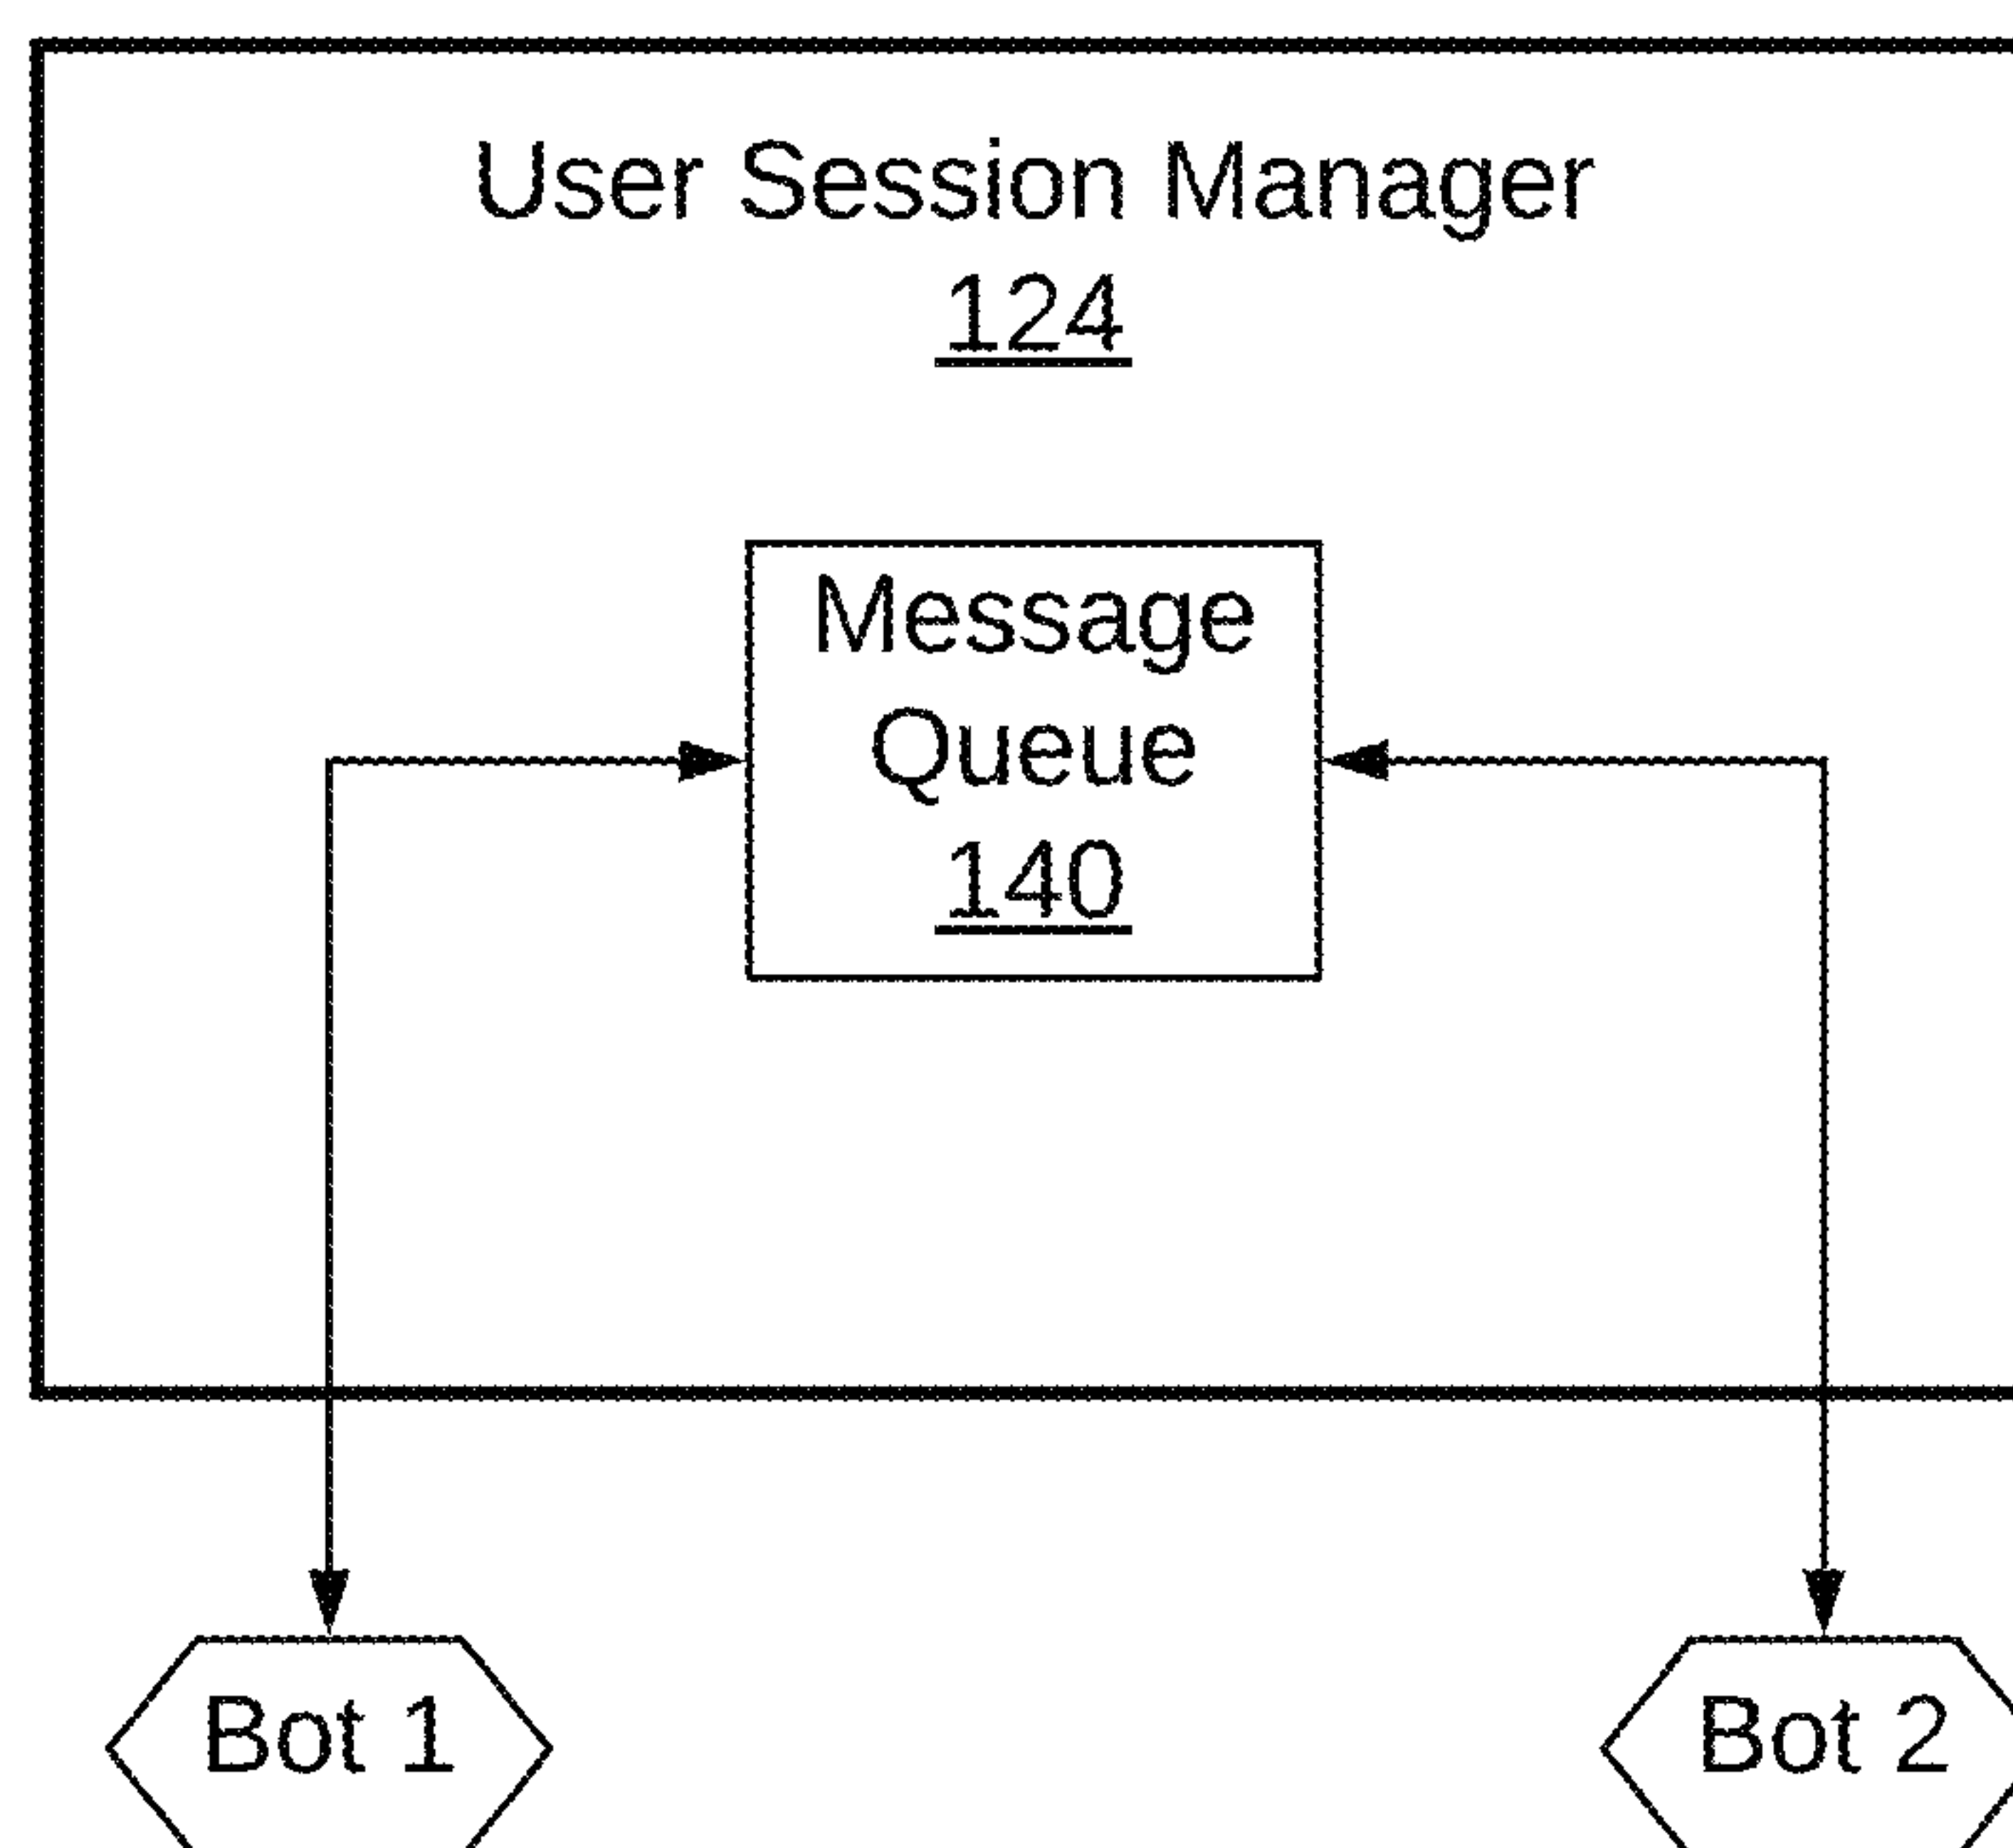 User Session Manager
124
Message
Queue
140
Bot 1
Bot 2